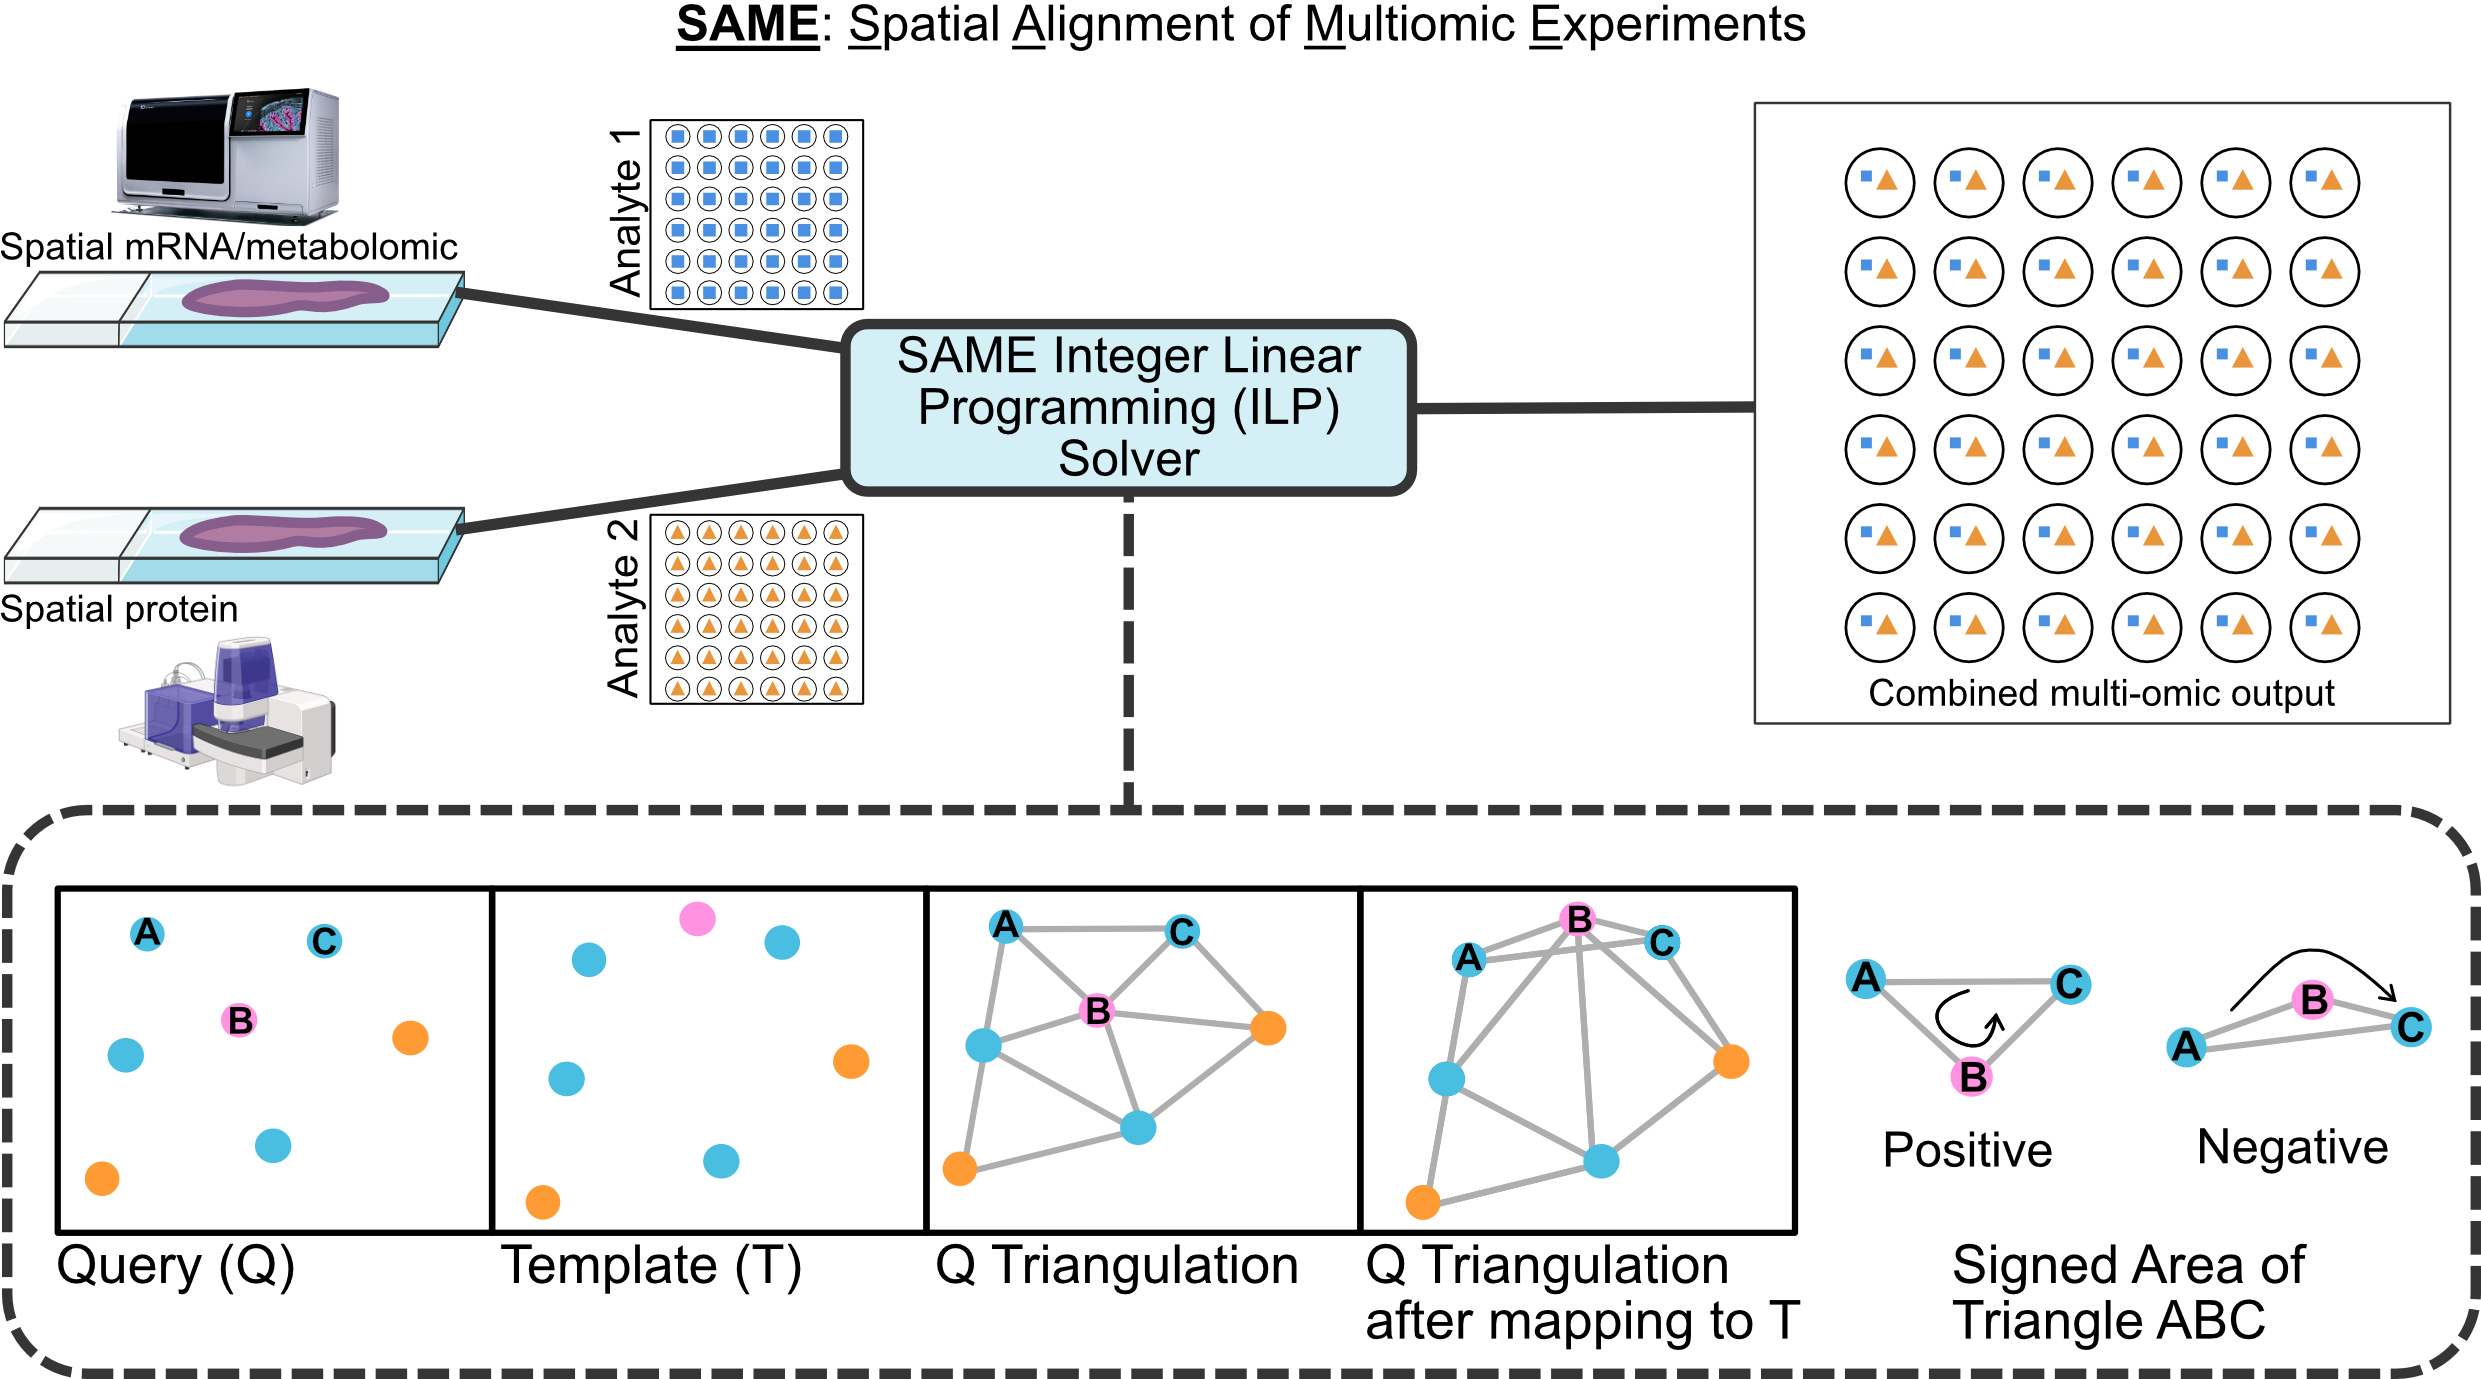 SAME: Spatial Alignment of Multiomic Experiments
Spatial mRNA/metabolomic
Analyte 1
SAME Integer Linear
Programming (ILP)
Solver
Spatial protein
Analyte 2
Combined multi-omic output
A
C
B
Query (Q)
Template (T)
A
C
B
Q Triangulation
B
A
C
Q Triangulation
after mapping to T
A
C
B
Positive
B
A
C
Negative
Signed Area of
Triangle ABC